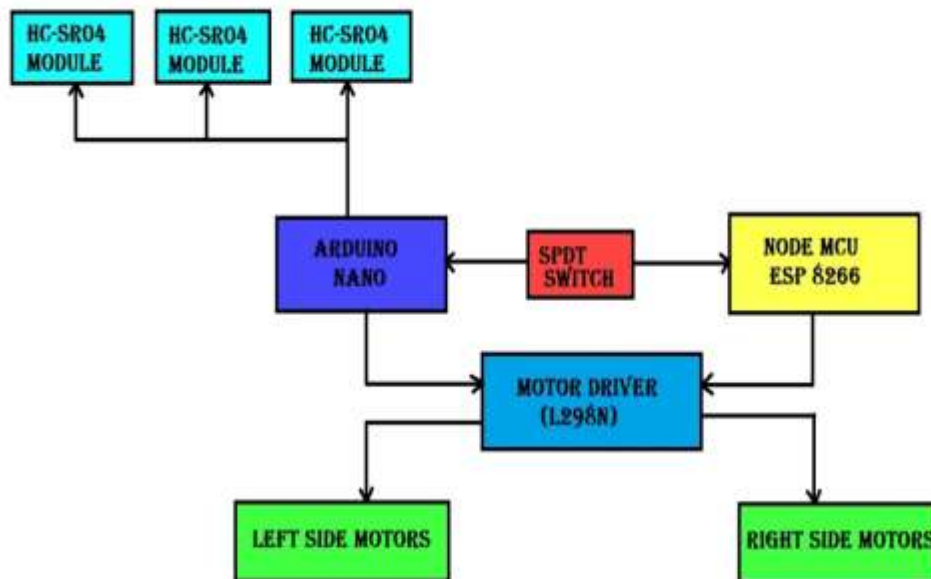 HC-SR04
MODULE
HC-SR04
MODULE
HC-SR04
MODULE
ARDUINO
NANO
SPDT
SWITCH
NODE MCU
ESP 8266
MOTOR DRIVER
(L298N)
LEFT SIDE MOTORS
RIGHT SIDE MOTORS